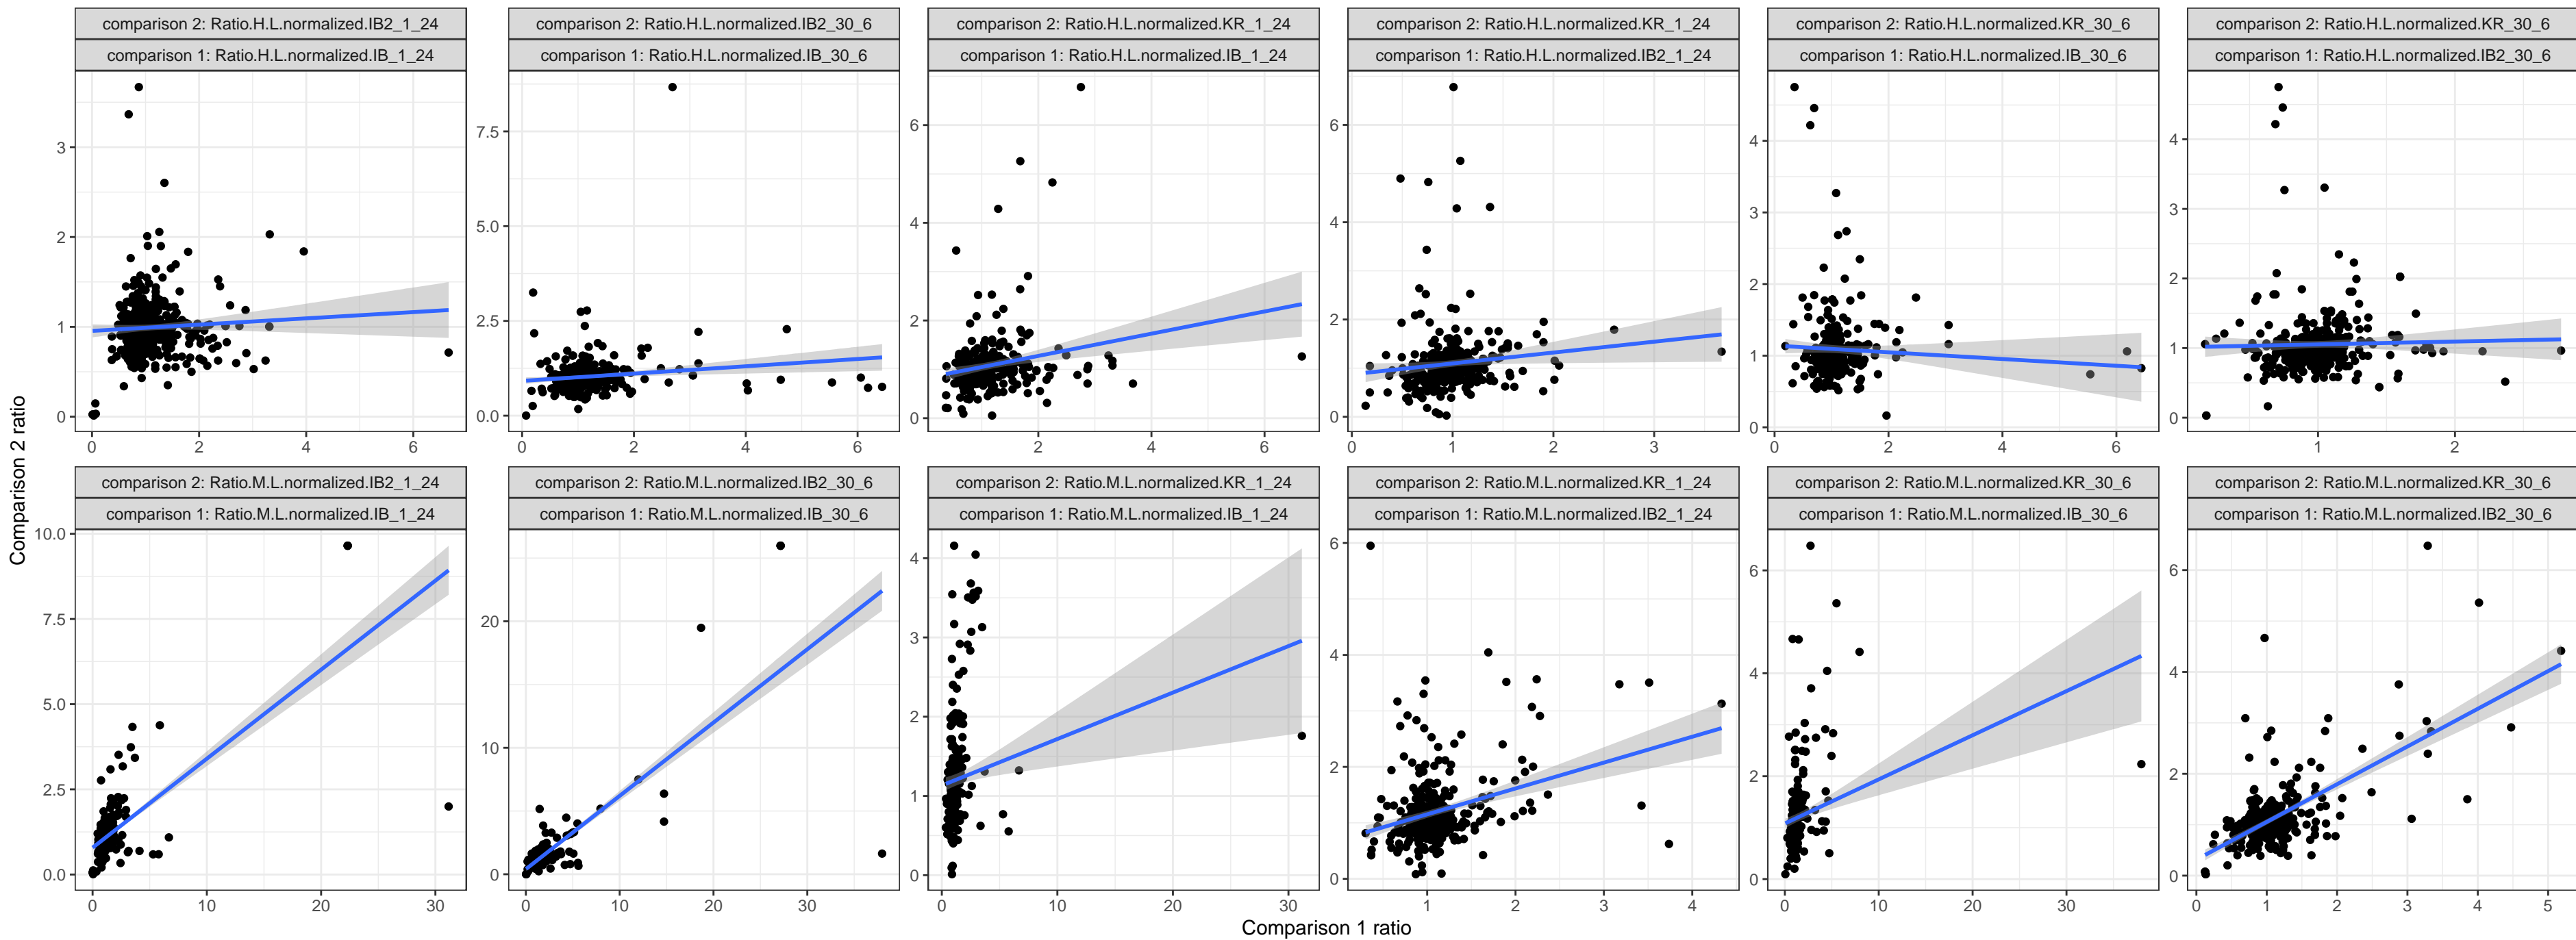 comparison 2: Ratio.H.L.normalized.IB2_1_24
comparison 1: Ratio.H.L.normalized.IB_1_24
comparison 2: Ratio.H.L.normalized.IB2_30_6
comparison 1: Ratio.H.L.normalized.IB_30_6
comparison 2: Ratio.H.L.normalized.KR_1_24
comparison 1: Ratio.H.L.normalized.IB_1_24
comparison 2: Ratio.H.L.normalized.KR_1_24
comparison 1: Ratio.H.L.normalized.IB2_1_24
comparison 2: Ratio.H.L.normalized.KR_30_6
comparison 1: Ratio.H.L.normalized.IB_30_6
comparison 2: Ratio.H.L.normalized.KR_30_6
comparison 1: Ratio.H.L.normalized.IB2_30_6
3
2
1
0
0 2 4 6
7.5
5.0
2.5
0.0
0 2 4 6
6
4
2
0
2 4 6
6
4
2
0
0 1 2 3
4
3
2
1
0
0 2 4 6
4
3
2
1
0
1 2
Comparison 2 ratio
comparison 2: Ratio.M.L.normalized.IB2_1_24
comparison 1: Ratio.M.L.normalized.IB_1_24
comparison 2: Ratio.M.L.normalized.IB2_30_6
comparison 1: Ratio.M.L.normalized.IB_30_6
comparison 2: Ratio.M.L.normalized.KR_1_24
comparison 1: Ratio.M.L.normalized.IB_1_24
comparison 2: Ratio.M.L.normalized.KR_1_24
comparison 1: Ratio.M.L.normalized.IB2_1_24
comparison 2: Ratio.M.L.normalized.KR_30_6
comparison 1: Ratio.M.L.normalized.IB_30_6
comparison 2: Ratio.M.L.normalized.KR_30_6
comparison 1: Ratio.M.L.normalized.IB2_30_6
10.0
7.5
5.0
2.5
0.0
0 10 20 30
20
10
0
0 10 20 30
4
3
2
1
0
0 10 20 30
6
4
2
0
1 2 3 4
6
4
2
0
0 10 20 30
6
4
2
0
0 1 2 3 4 5
Comparison 1 ratio